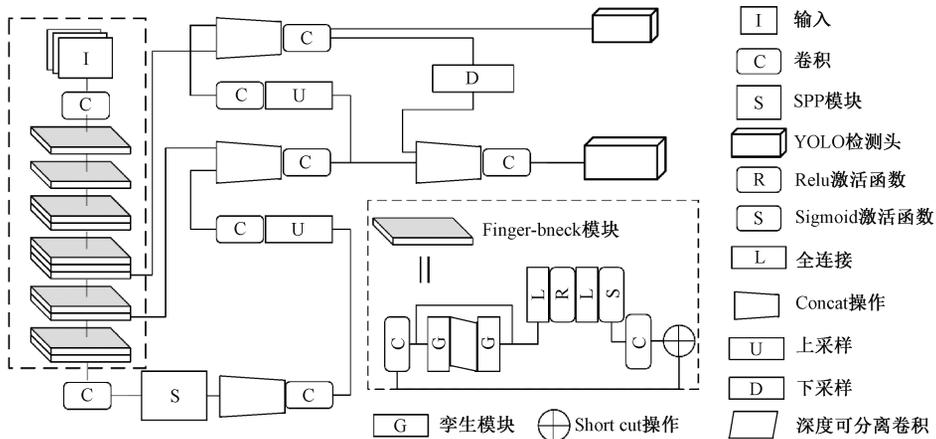 I
C
C
S
C
C
U
C
C
U
C
D
C
Finger-bneck模块
C
G
G
L
R
L
S
C
G 孪生模块
Short cut操作
I 输入
C 卷积
S SPP模块
YOLO检测头
R Relu激活函数
S Sigmoid激活函数
L 全连接
Concat操作
U 上采样
D 下采样
深度可分离卷积